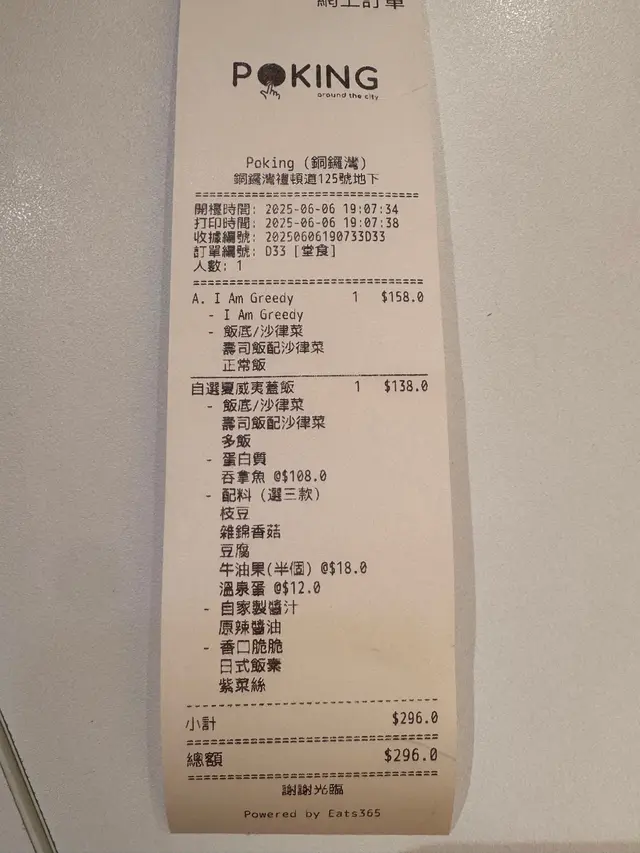 網上訂單
POKING
around the city
Poking (銅鑼灣)
銅鑼灣禮頓道125號地下
開檯時間: 2025-06-06 19:07:34
打印時間: 2025-06-06 19:07:38
收據編號: 20250606190733D33
訂單編號: D33 [堂食]
人數: 1
A. I Am Greedy 1 $158.0
- I Am Greedy
- 飯底/沙律菜
壽司飯配沙律菜
正常飯
自選夏威夷蓋飯 1 $138.0
- 飯底/沙律菜
壽司飯配沙律菜
多飯
- 蛋白質
吞拿魚 @$108.0
- 配料 (選三款)
枝豆
雜錦香菇
豆腐
牛油果(半個) @$18.0
溫泉蛋 @$12.0
- 自家製醬汁
原辣醬油
- 香口脆脆
日式飯素
紫菜絲
小計 $296.0
總額 $296.0
謝謝光臨
Powered by Eats365